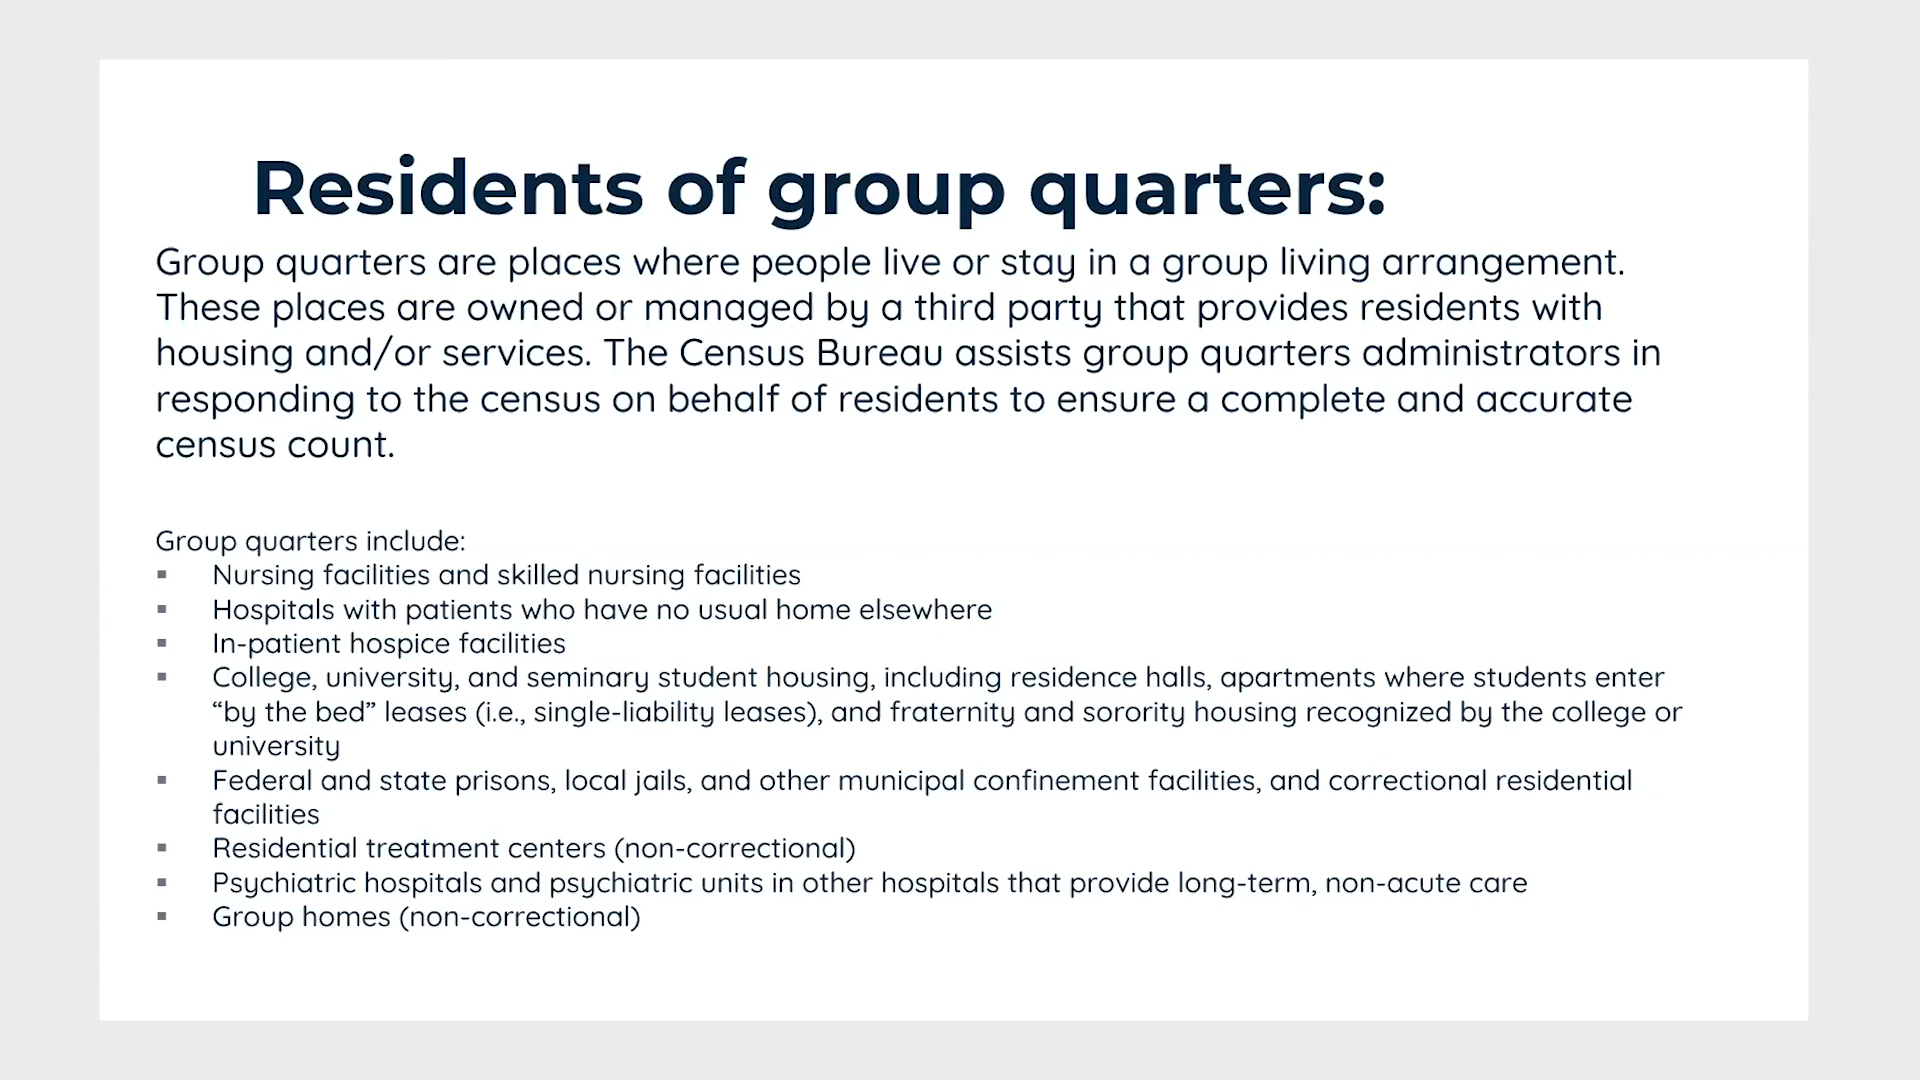 Residents of group quarters:
Group quarters are places where people live or stay in a group living arrangement.
These places are owned or managed by a third party that provides residents with
housing and/or services. The Census Bureau assists group quarters administrators in
responding to the census on behalf of residents to ensure a complete and accurate
census count.
Group quarters include:
▪ Nursing facilities and skilled nursing facilities
▪ Hospitals with patients who have no usual home elsewhere
▪ In-patient hospice facilities
▪ College, university, and seminary student housing, including residence halls, apartments where students enter
“by the bed” leases (i.e., single-liability leases), and fraternity and sorority housing recognized by the college or
university
▪ Federal and state prisons, local jails, and other municipal confinement facilities, and correctional residential
facilities
▪ Residential treatment centers (non-correctional)
▪ Psychiatric hospitals and psychiatric units in other hospitals that provide long-term, non-acute care
▪ Group homes (non-correctional)